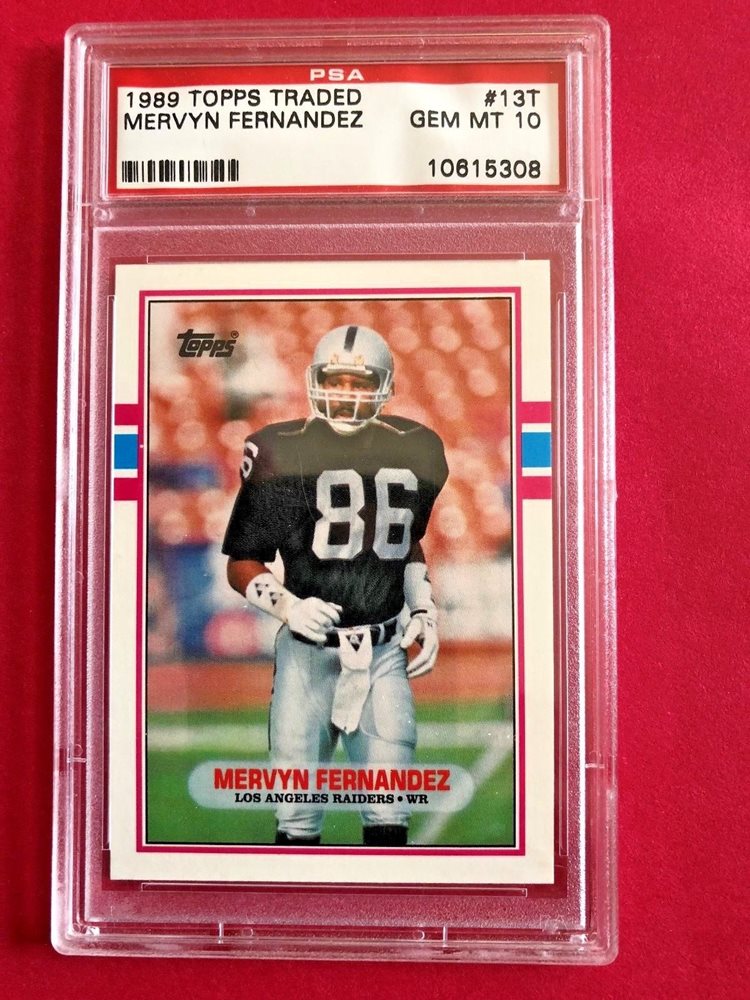 PSA
1989 TOPPS TRADED #13T
MERVYN FERNANDEZ GEM MT 10
10615308
Topps®
6
86
MERVYN FERNANDEZ
LOS ANGELES RAIDERS • WR